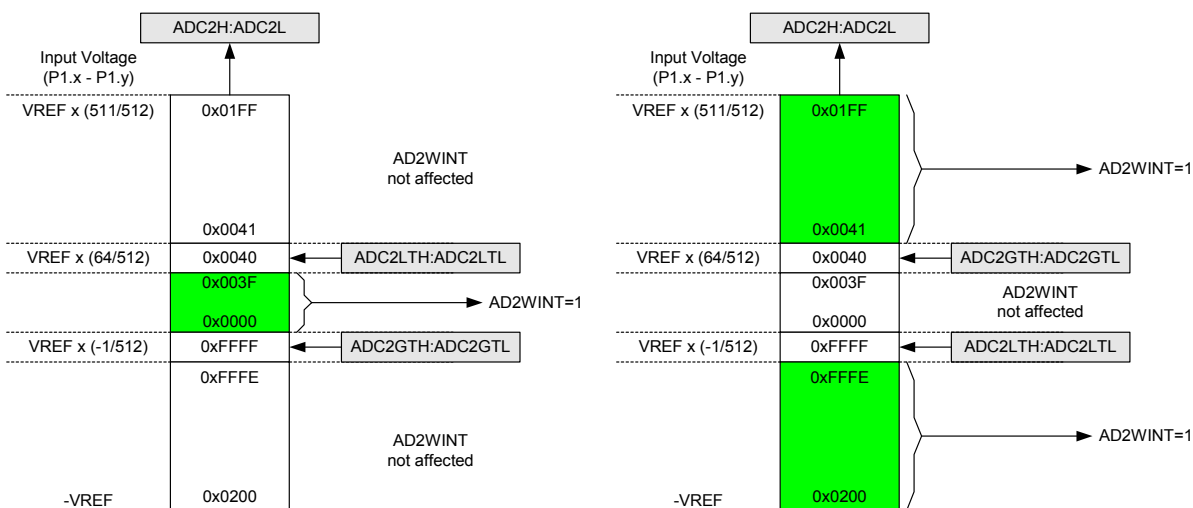 ADC2H:ADC2L
Input Voltage
(P1.x - P1.y)
VREF x (511/512)
0x01FF
AD2WINT
not affected
0x0041
VREF x (64/512)
0x0040
ADC2LTH:ADC2LTL
0x003F
AD2WINT=1
0x0000
VREF x (-1/512)
0xFFFF
ADC2GTH:ADC2GTL
0xFFFE
AD2WINT
not affected
-VREF
0x0200
ADC2H:ADC2L
Input Voltage
(P1.x - P1.y)
VREF x (511/512)
0x01FF
AD2WINT=1
0x0041
VREF x (64/512)
0x0040
ADC2GTH:ADC2GTL
0x003F
AD2WINT
not affected
0x0000
VREF x (-1/512)
0xFFFF
ADC2LTH:ADC2LTL
0xFFFE
AD2WINT=1
-VREF
0x0200